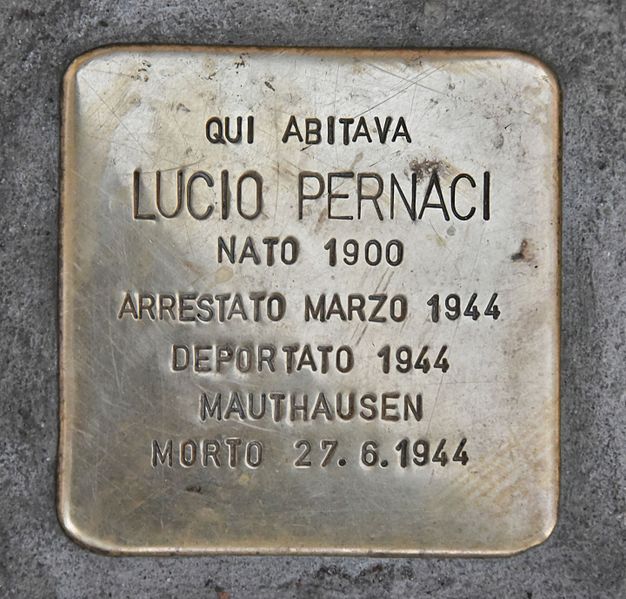 QUI ABITAVA
LUCIO PERNACI
NATO 1900
ARRESTATO MARZO 1944
DEPORTATO 1944
MAUTHAUSEN
MORTO 27.6.1944